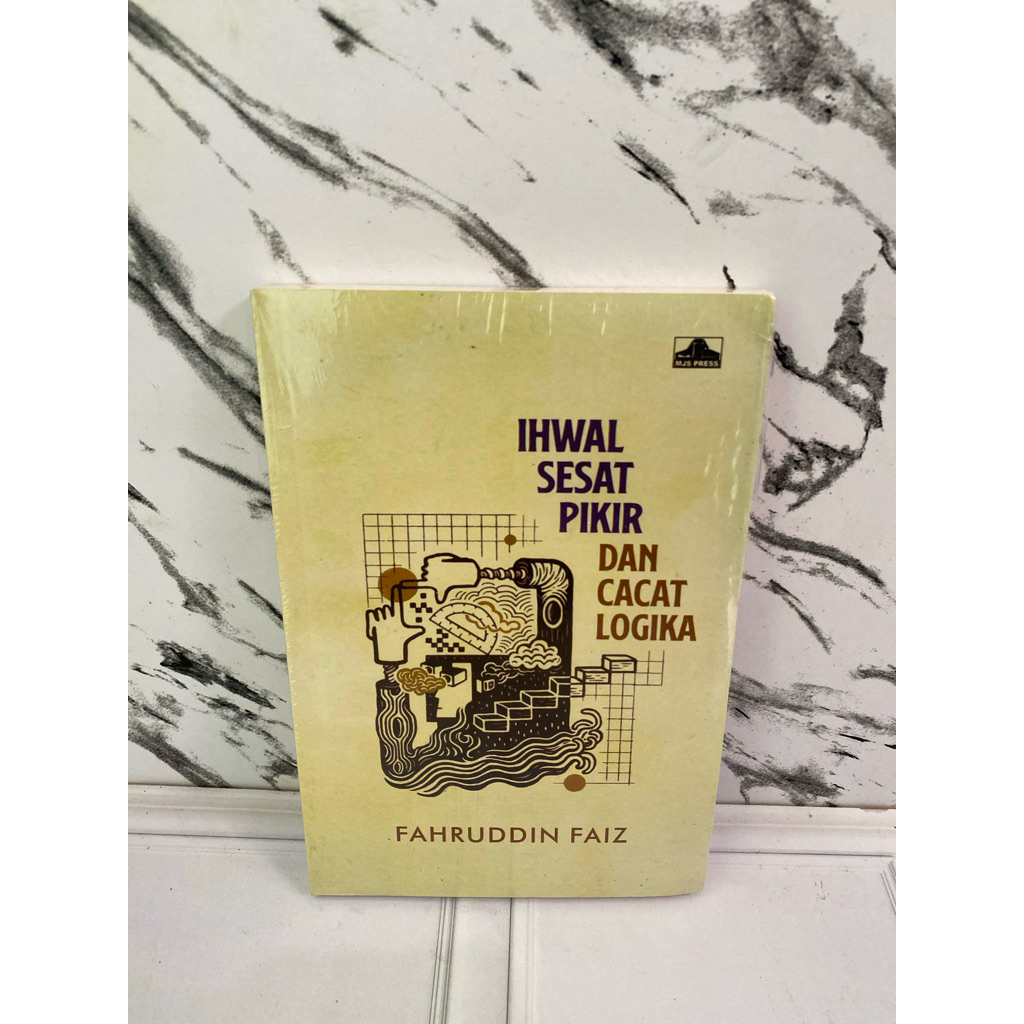 MJS PRESS
IHWAL
SESAT
PIKIR
DAN
CACAT
LOGIKA
FAHRUDDIN FAIZ